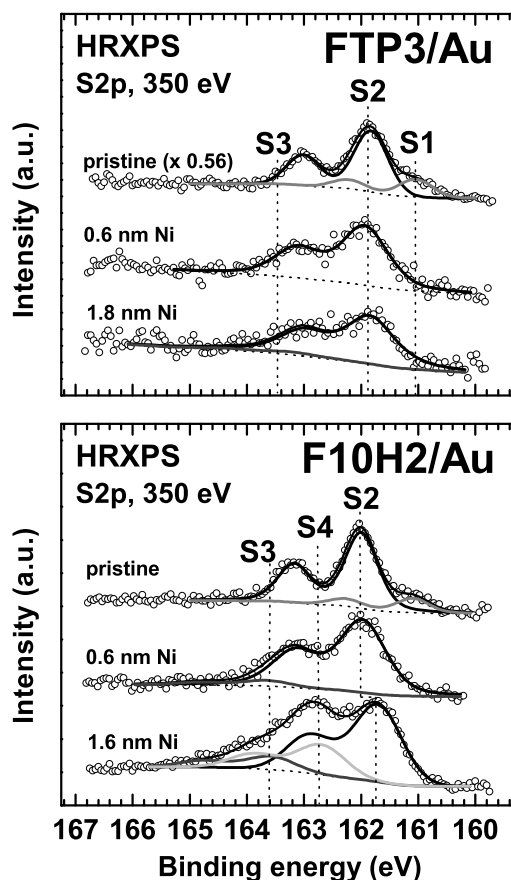 HRXPS
FTP3/Au
S2p, 350 eV
S2
S3
S1
pristine (x 0.56)
0.6 nm Ni
1.8 nm Ni
Intensity (a.u.)
HRXPS
F10H2/Au
S2p, 350 eV
S2
S4
S3
pristine
0.6 nm Ni
1.6 nm Ni
Intensity (a.u.)
167 166 165 164 163 162 161 160
Binding energy (eV)